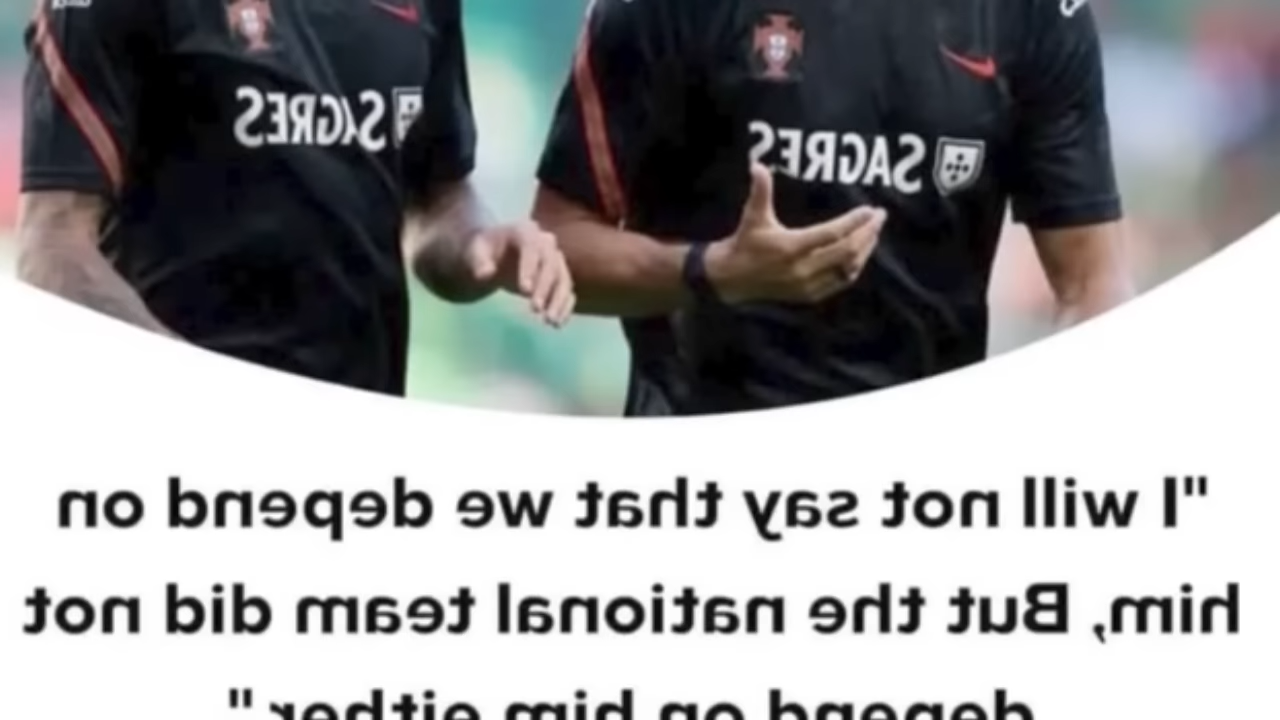 SAGRES
SAGRES
"I will not say that we depend on
him, But the national team did not
depend on him either."